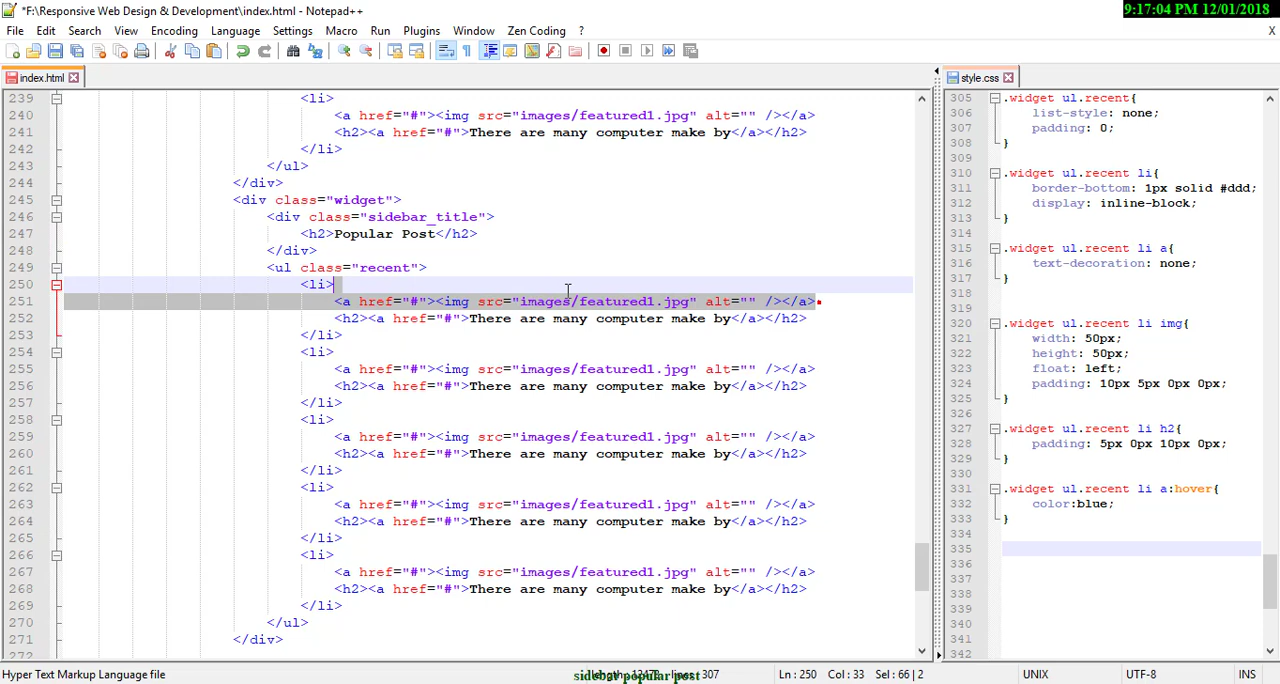 *F:\Responsive Web Design & Development\index.html - Notepad++
9:17:04 PM 12/01/2018
File Edit Search View Encoding Language Settings Macro Run Plugins Window Zen Coding ? X
index.html
style.css
239 <li>
240 <a href="#"><img src="images/featured1.jpg" alt="" /></a>
241 <h2><a href="#">There are many computer make by</a></h2>
242 </li>
243 </ul>
244 </div>
245 <div class="widget">
246 <div class="sidebar_title">
247 <h2>Popular Post</h2>
248 </div>
249 <ul class="recent">
250 <li>
251 <a href="#"><img src="images/featured1.jpg" alt="" /></a>
252 <h2><a href="#">There are many computer make by</a></h2>
253 </li>
254 <li>
255 <a href="#"><img src="images/featured1.jpg" alt="" /></a>
256 <h2><a href="#">There are many computer make by</a></h2>
257 </li>
258 <li>
259 <a href="#"><img src="images/featured1.jpg" alt="" /></a>
260 <h2><a href="#">There are many computer make by</a></h2>
261 </li>
262 <li>
263 <a href="#"><img src="images/featured1.jpg" alt="" /></a>
264 <h2><a href="#">There are many computer make by</a></h2>
265 </li>
266 <li>
267 <a href="#"><img src="images/featured1.jpg" alt="" /></a>
268 <h2><a href="#">There are many computer make by</a></h2>
269 </li>
270 </ul>
271 </div>
272
305 .widget ul.recent{
306 list-style: none;
307 padding: 0;
308 }
309
310 .widget ul.recent li{
311 border-bottom: 1px solid #ddd;
312 display: inline-block;
313 }
314
315 .widget ul.recent li a{
316 text-decoration: none;
317 }
318
319
320 .widget ul.recent li img{
321 width: 50px;
322 height: 50px;
323 float: left;
324 padding: 10px 5px 0px 0px;
325 }
326
327 .widget ul.recent li h2{
328 padding: 5px 0px 10px 0px;
329 }
330
331 .widget ul.recent li a:hover{
332 color:blue;
333 }
334
335
336
337
338
339
340
341
342
Hyper Text Markup Language file
sidebar popular post
307 Ln : 250 Col : 33 Sel : 66 | 2 UNIX UTF-8 INS